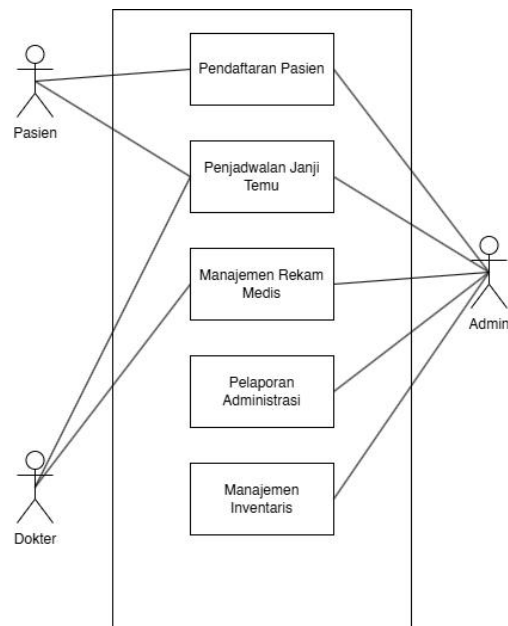 Pendaftaran Pasien
Pasien
Penjadwalan Janji
Temu
Manajemen Rekam
Medis
Admin
Pelaporan
Administrasi
Manajemen
Inventaris
Dokter